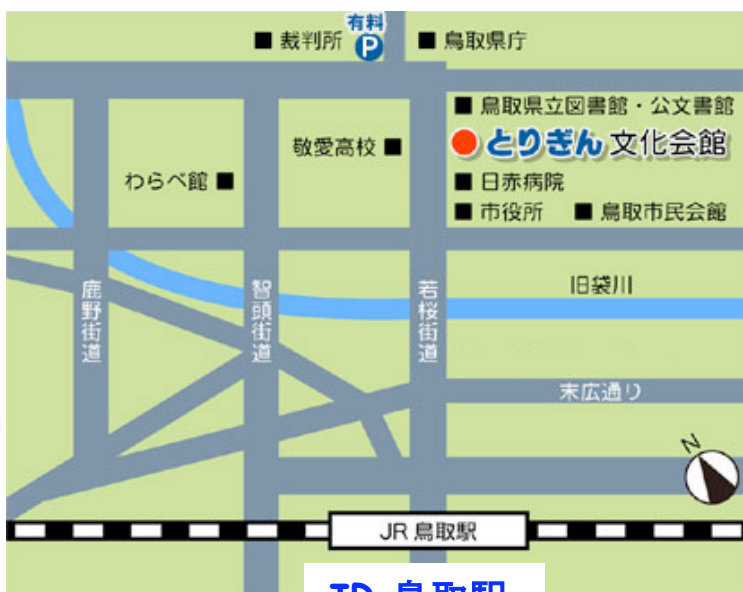 有料
■ 裁判所 P ■ 鳥取県庁
■ 鳥取県立図書館・公文書館
敬愛高校 ■
とりぎん文化会館
わらべ館 ■
■ 日赤病院
■ 市役所 ■ 鳥取市民会館
鹿野街道
智頭街道
若桜街道
旧袋川
末広通り
N
JR 鳥取駅